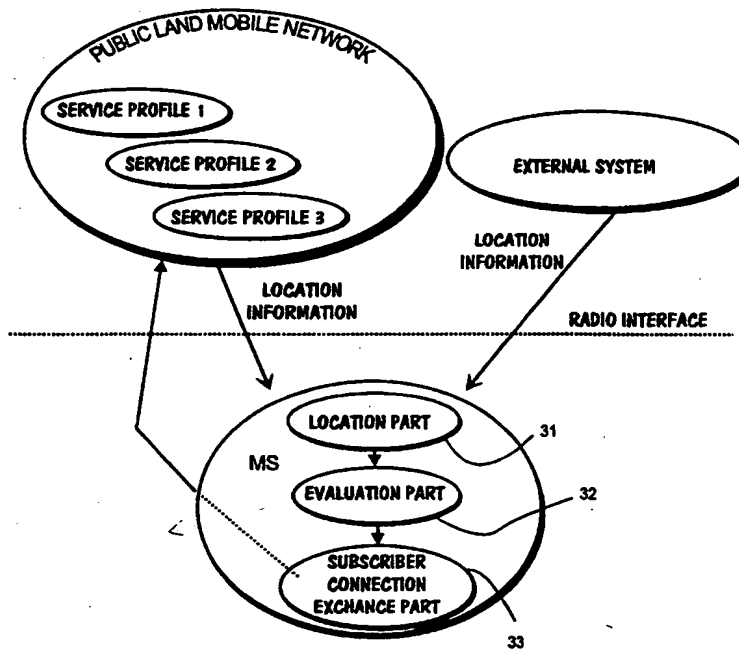 PUBLIC LAND MOBILE NETWORK
SERVICE PROFILE 1
SERVICE PROFILE 2
SERVICE PROFILE 3
EXTERNAL SYSTEM
LOCATION
INFORMATION
LOCATION
INFORMATION
RADIO INTERFACE
LOCATION PART
31
MS
EVALUATION PART
32
SUBSCRIBER
CONNECTION
EXCHANGE PART
33